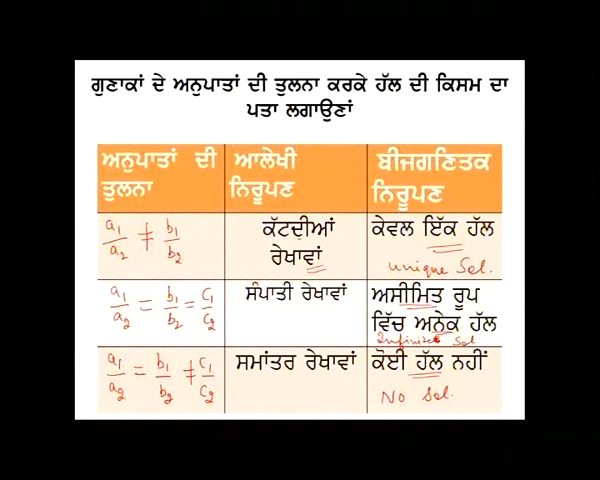 ਗੁਣਾਕਾਂ ਦੇ ਅਨੁਪਾਤਾਂ ਦੀ ਤੁਲਨਾ ਕਰਕੇ ਹੱਲ ਦੀ ਕਿਸਮ ਦਾ
ਪਤਾ ਲਗਾਉਣਾਂ
ਅਨੁਪਾਤਾਂ ਦੀ
ਤੁਲਨਾ
ਆਲੇਖੀ
ਨਿਰੂਪਣ
ਬੀਜਗਣਿਤਕ
ਨਿਰੂਪਣ
a₁/a₂ ≠ b₁/b₂
ਕੱਟਦੀਆਂ
ਰੇਖਾਵਾਂ
ਕੇਵਲ ਇੱਕ ਹੱਲ
unique Sol.
a₁/a₂ = b₁/b₂ = c₁/c₂
ਸੰਪਾਤੀ ਰੇਖਾਵਾਂ
ਅਸੀਮਿਤ ਰੂਪ
ਵਿੱਚ ਅਨੇਕ ਹੱਲ
Infinite Sol
a₁/a₂ = b₁/b₂ ≠ c₁/c₂
ਸਮਾਂਤਰ ਰੇਖਾਵਾਂ
ਕੋਈ ਹੱਲ ਨਹੀਂ
No Sol.